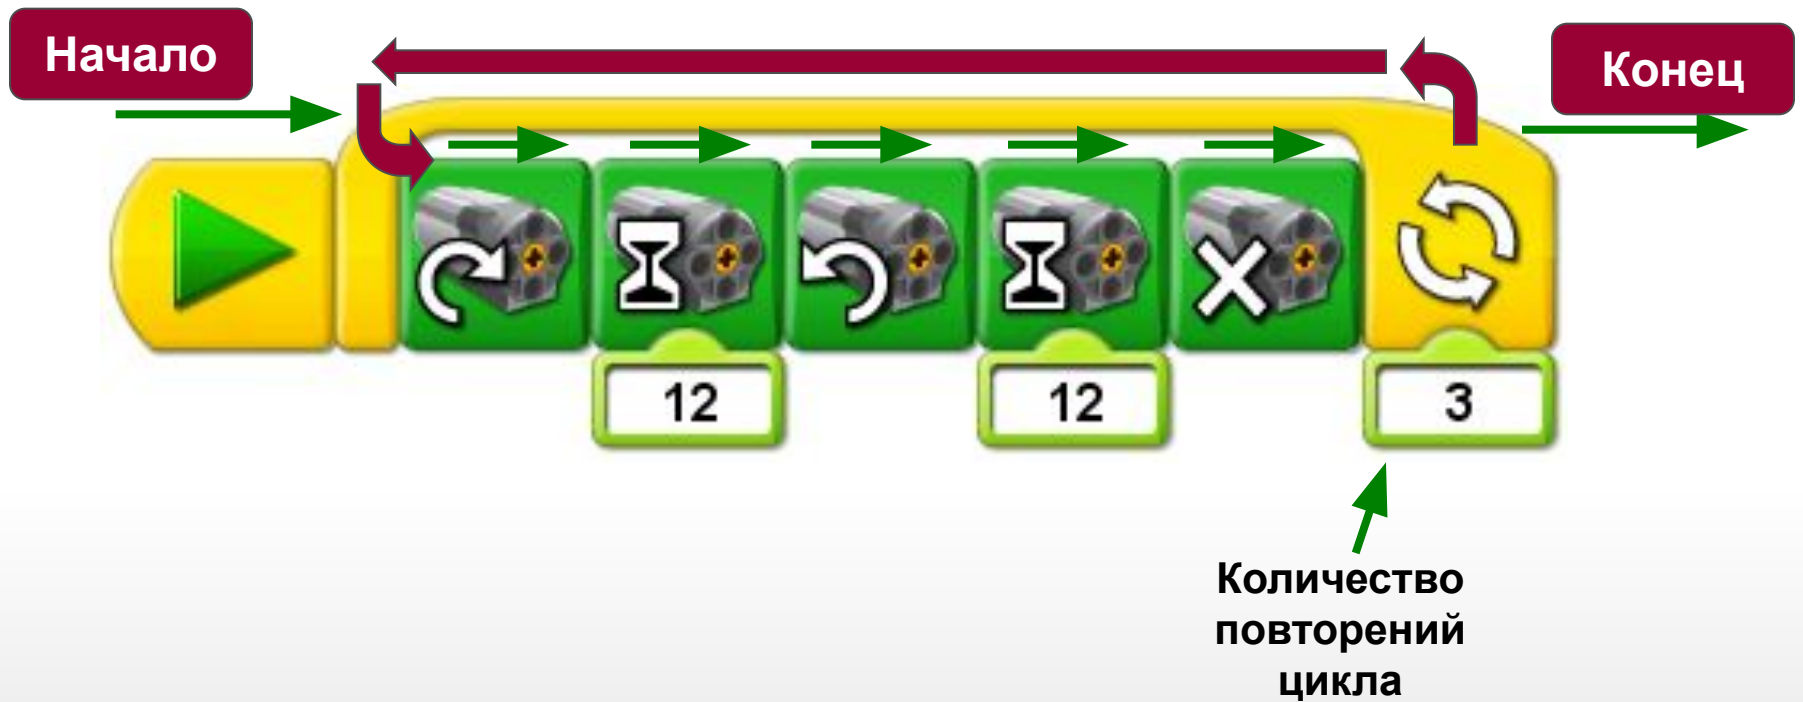 Начало
Конец
12
12
3
Количество
повторений
цикла